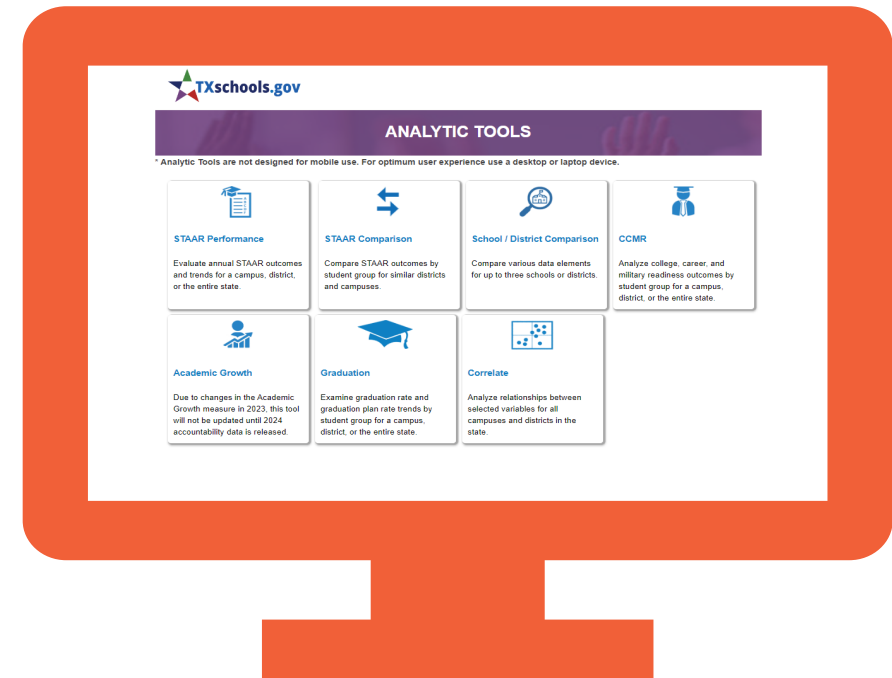 TXschools.gov
ANALYTIC TOOLS
* Analytic Tools are not designed for mobile use. For optimum user experience use a desktop or laptop device.
STAAR Performance
Evaluate annual STAAR outcomes
and trends for a campus, district,
or the entire state.
STAAR Comparison
Compare STAAR outcomes by
student group for similar districts
and campuses.
School / District Comparison
Compare various data elements
for up to three schools or districts.
CCMR
Analyze college, career, and
military readiness outcomes by
student group for a campus,
district, or the entire state.
Academic Growth
Due to changes in the Academic
Growth measure in 2023, this tool
will not be updated until 2024
accountability data is released.
Graduation
Examine graduation rate and
graduation plan rate trends by
student group for a campus,
district, or the entire state.
Correlate
Analyze relationships between
selected variables for all
campuses and districts in the
state.